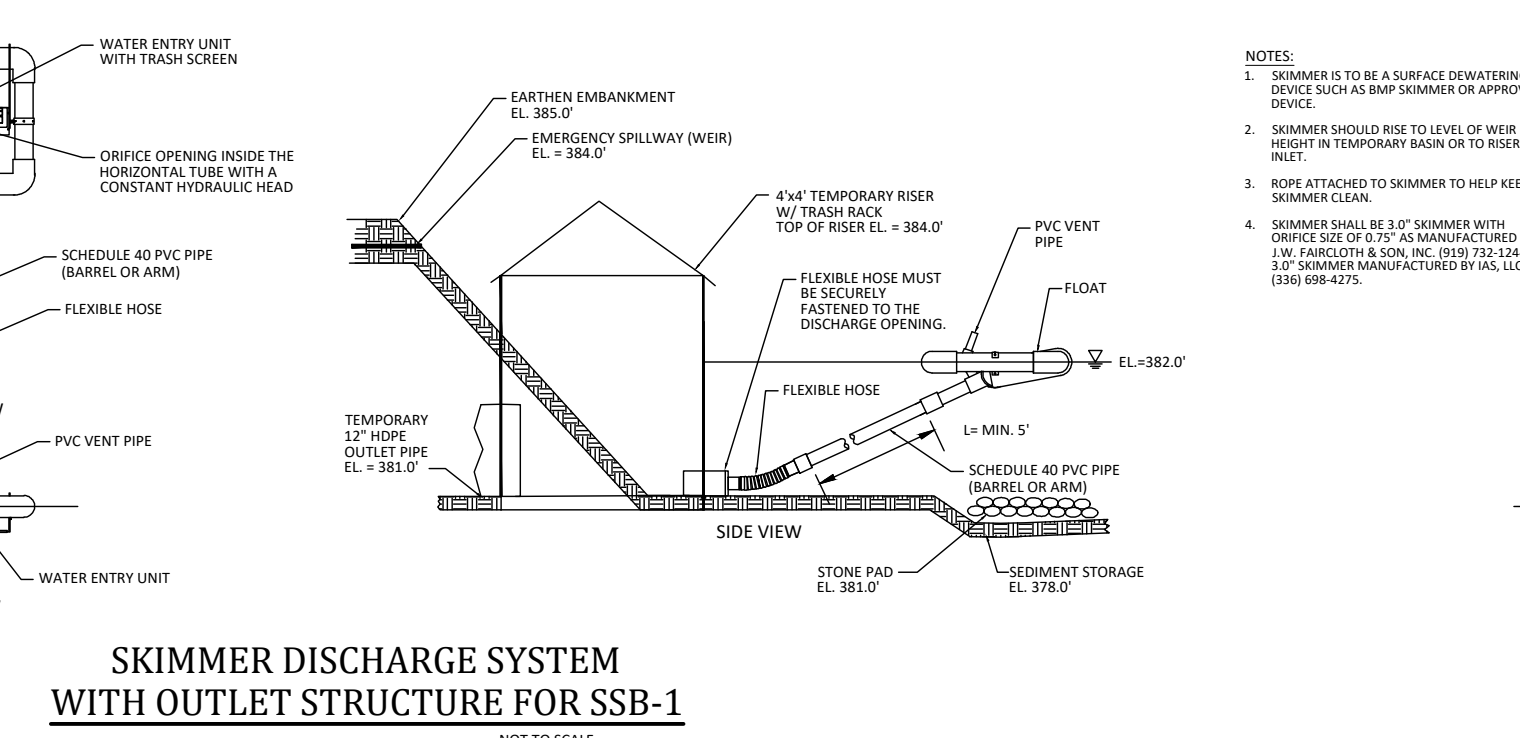 WATER ENTRY UNIT
WITH TRASH SCREEN
ORIFICE OPENING INSIDE THE
HORIZONTAL TUBE WITH A
CONSTANT HYDRAULIC HEAD
SCHEDULE 40 PVC PIPE
(BARREL OR ARM)
FLEXIBLE HOSE
PVC VENT PIPE
WATER ENTRY UNIT
EARTHEN EMBANKMENT
EL. 385.0'
EMERGENCY SPILLWAY (WEIR)
EL. = 384.0'
4'x4' TEMPORARY RISER
W/ TRASH RACK
TOP OF RISER EL. = 384.0'
FLEXIBLE HOSE MUST
BE SECURELY
FASTENED TO THE
DISCHARGE OPENING.
PVC VENT
PIPE
FLOAT
EL.=382.0'
FLEXIBLE HOSE
TEMPORARY
12" HDPE
OUTLET PIPE
EL. = 381.0'
L= MIN. 5'
SCHEDULE 40 PVC PIPE
(BARREL OR ARM)
SIDE VIEW
STONE PAD
EL. 381.0'
SEDIMENT STORAGE
EL. 378.0'
NOTES:
1. SKIMMER IS TO BE A SURFACE DEWATERIN
DEVICE SUCH AS BMP SKIMMER OR APPROV
DEVICE.
2. SKIMMER SHOULD RISE TO LEVEL OF WEIR
HEIGHT IN TEMPORARY BASIN OR TO RISER
INLET.
3. ROPE ATTACHED TO SKIMMER TO HELP KEE
SKIMMER CLEAN.
4. SKIMMER SHALL BE 3.0" SKIMMER WITH
ORIFICE SIZE OF 0.75" AS MANUFACTURED
J.W. FAIRCLOTH & SON, INC. (919) 732-124
3.0" SKIMMER MANUFACTURED BY IAS, LLC
(336) 698-4275.
SKIMMER DISCHARGE SYSTEM
WITH OUTLET STRUCTURE FOR SSB-1
NOT TO SCALE